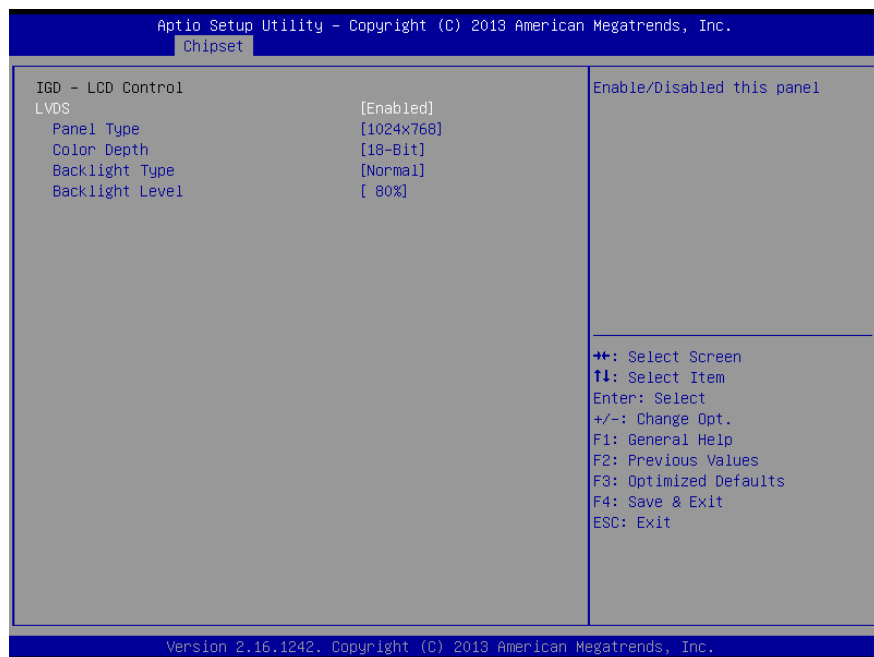 Aptio Setup Utility – Copyright (C) 2013 American Megatrends, Inc.
Chipset
IGD – LCD Control
LVDS [Enabled]
Panel Type [1024x768]
Color Depth [18-Bit]
Backlight Type [Normal]
Backlight Level [ 80%]
Enable/Disabled this panel
→←: Select Screen
↑↓: Select Item
Enter: Select
+/-: Change Opt.
F1: General Help
F2: Previous Values
F3: Optimized Defaults
F4: Save & Exit
ESC: Exit
Version 2.16.1242. Copyright (C) 2013 American Megatrends, Inc.